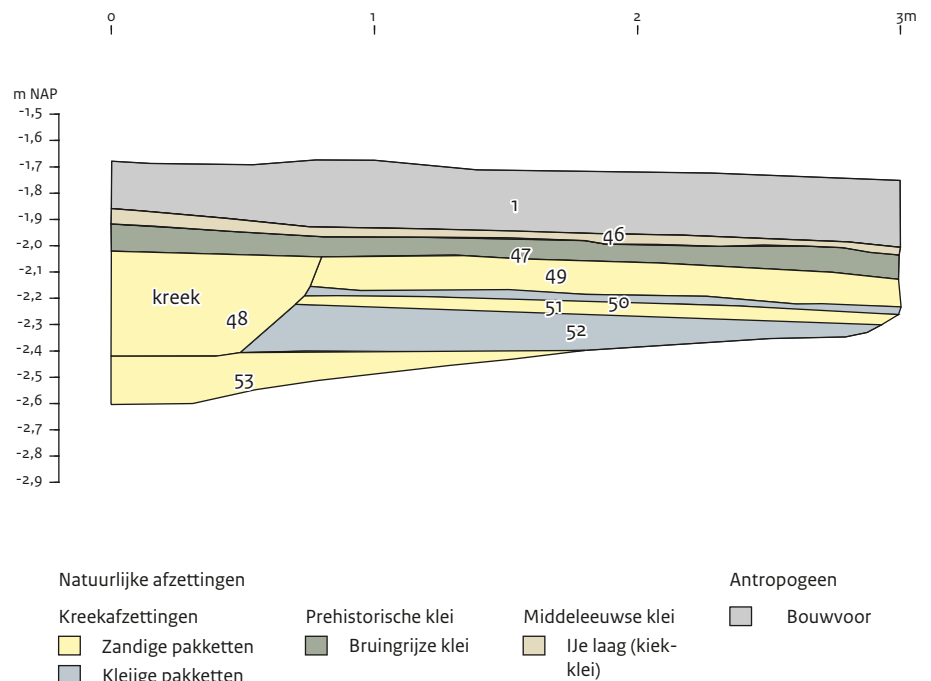 0 1 2 3m
m NAP
-1,5
-1,6
-1,7
-1,8
-1,9
-2,0
-2,1
-2,2
-2,3
-2,4
-2,5
-2,6
-2,7
-2,8
-2,9
1
46
47
49
kreek
50
51
48
52
53
Natuurlijke afzettingen
Antropogeen
Kreekafzettingen
Prehistorische klei
Middeleeuwse klei
Bouwvoor
Zandige pakketten
Bruingrijze klei
IJe laag (kiek-
klei)
Kleiige pakketten